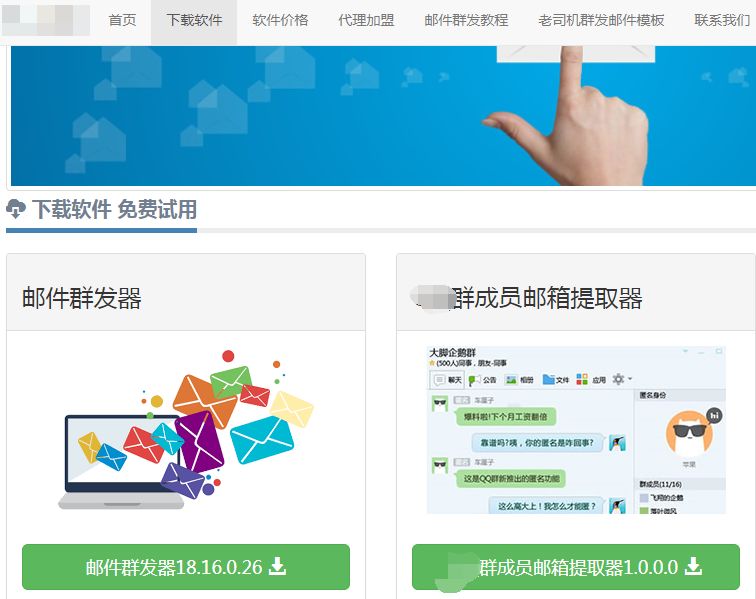 首页 下载软件 软件价格 代理加盟 邮件群发教程 老司机群发邮件模板 联系我们
下载软件 免费试用
邮件群发器
群成员邮箱提取器
大脚企鹅群
(500人)同事，朋友-同事
聊天 公告 相册 文件 应用
匿名身份
匿名 车厘子
爆料啦!下个月工资翻倍
hi
靠谱吗?咦，你的匿名是咋回事?
匿名 车厘子
苹果
这是QQ群新推出的匿名功能
群成员(11/16)
飞翔的企鹅
这么高大上！我怎么才能匿？
落叶微风
邮件群发器18.16.0.26
群成员邮箱提取器1.0.0.0